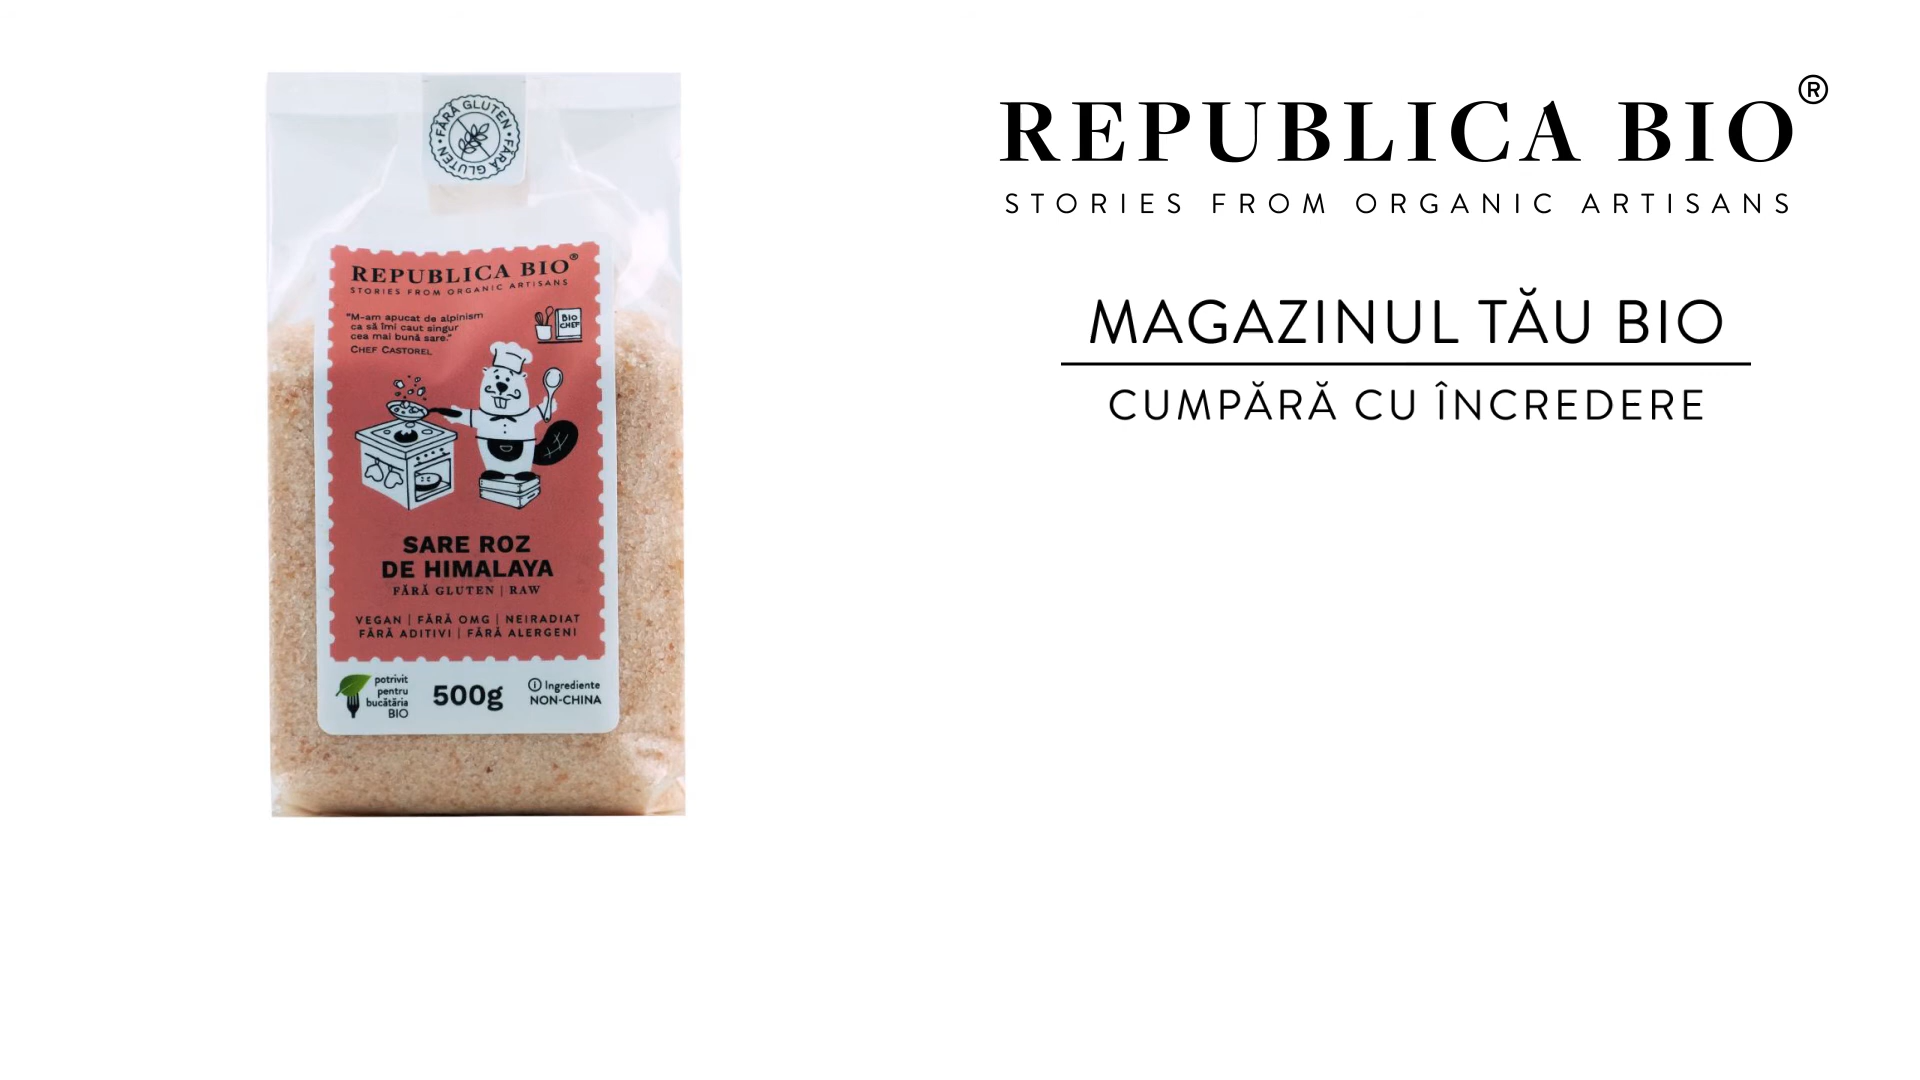 FĂRĂ GLUTEN • FĂRĂ GLUTEN •
REPUBLICA BIO®
STORIES FROM ORGANIC ARTISANS
"M-am apucat de alpinism
ca să îmi caut singur
cea mai bună sare."
CHEF CASTOREL
BIO
CHEF
SARE ROZ
DE HIMALAYA
FĂRĂ GLUTEN | RAW
VEGAN | FĂRĂ OMG | NEIRADIAT
FĂRĂ ADITIVI | FĂRĂ ALERGENI
potrivit
pentru
bucătăria
BIO
500g
Ingrediente
NON-CHINA
REPUBLICA BIO®
STORIES FROM ORGANIC ARTISANS
MAGAZINUL TĂU BIO
CUMPĂRĂ CU ÎNCREDERE